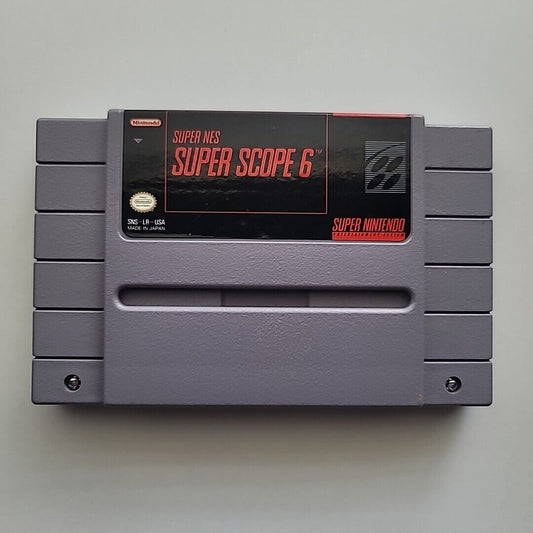 Nintendo
SUPER NES
SUPER SCOPE 6™
SNS-LR-USA
MADE IN JAPAN
SUPER NINTENDO
ENTERTAINMENT SYSTEM